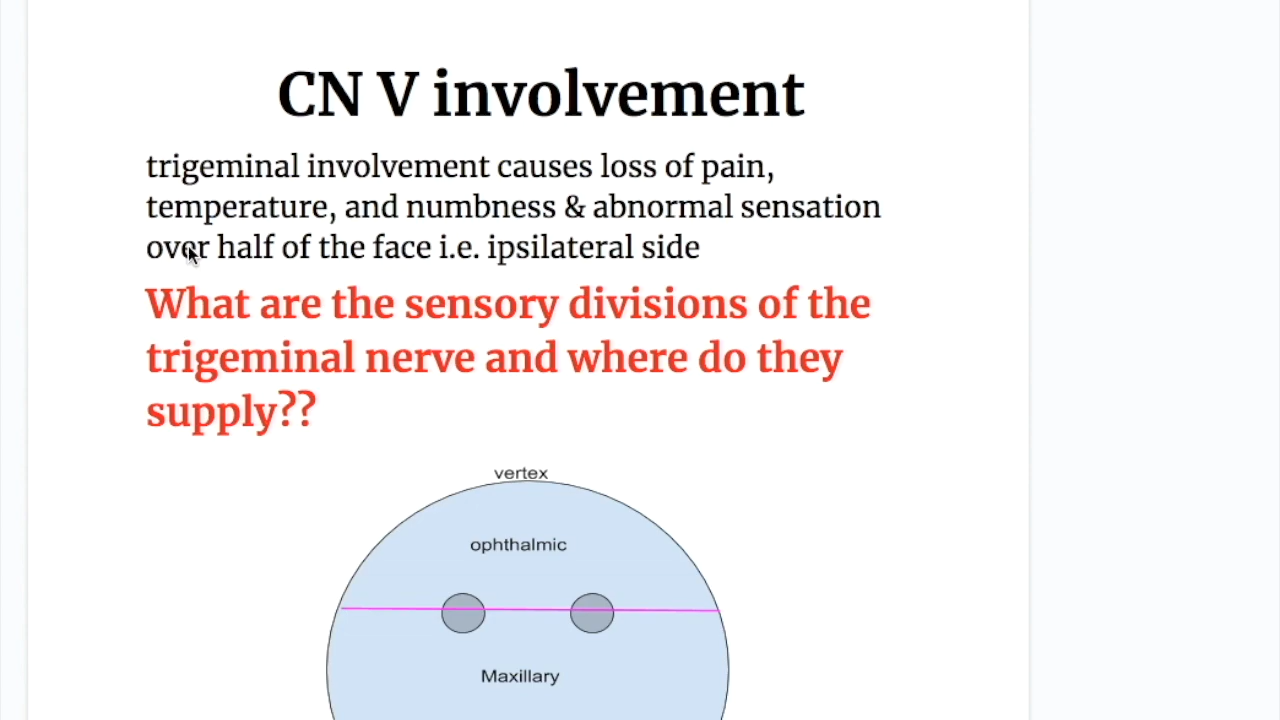 CN V involvement
trigeminal involvement causes loss of pain,
temperature, and numbness & abnormal sensation
over half of the face i.e. ipsilateral side
What are the sensory divisions of the
trigeminal nerve and where do they
supply??
vertex
ophthalmic
Maxillary